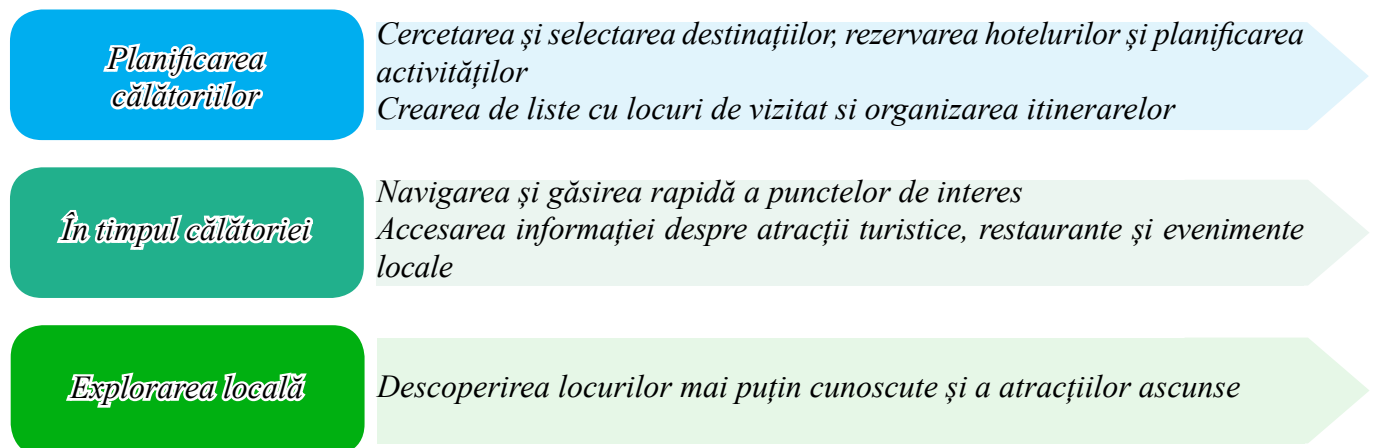 Planificarea
călătoriilor
Cercetarea și selectarea destinațiilor, rezervarea hotelurilor și planificarea
activităților
Crearea de liste cu locuri de vizitat si organizarea itinerarelor
În timpul călătoriei
Navigarea și găsirea rapidă a punctelor de interes
Accesarea informației despre atracții turistice, restaurante și evenimente
locale
Explorarea locală
Descoperirea locurilor mai puțin cunoscute și a atracțiilor ascunse